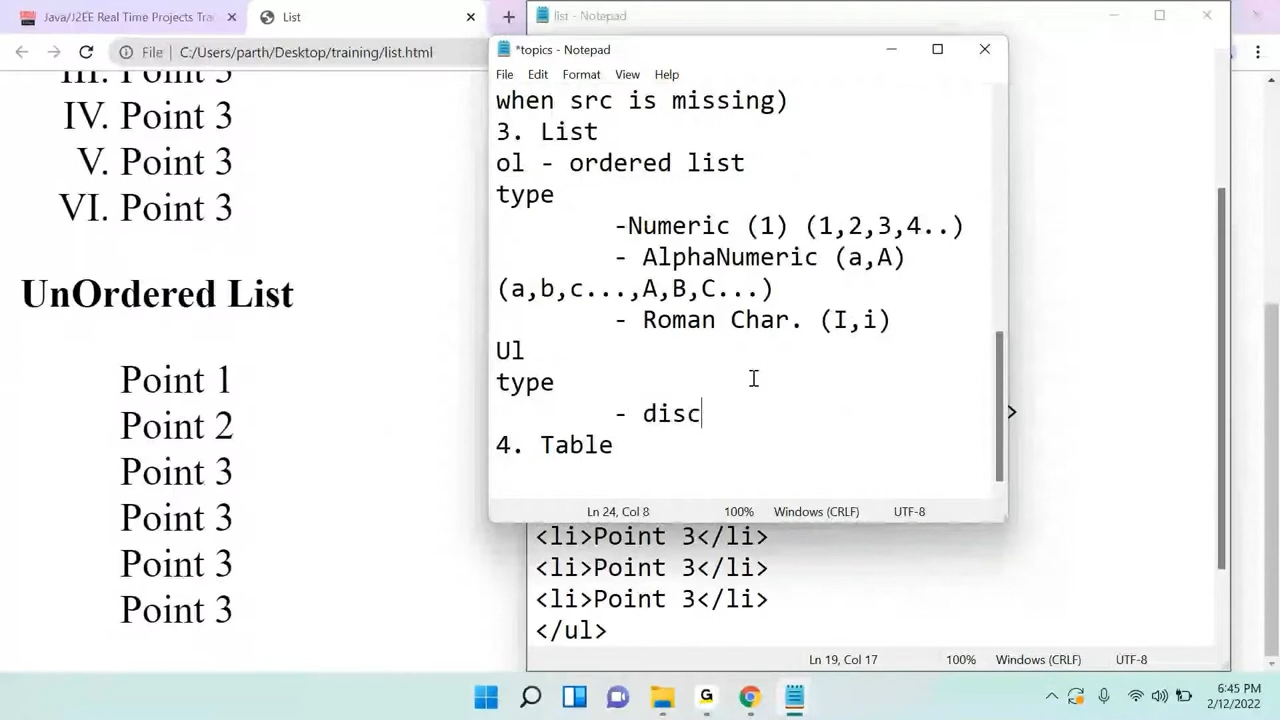 Java/J2EE Real Time Projects Tra
List
list - Notepad
File
C:/Users/parth/Desktop/training/list.html
*topics - Notepad
File Edit Format View Help
III. Point 3
IV. Point 3
V. Point 3
VI. Point 3
UnOrdered List
Point 1
Point 2
Point 3
Point 3
Point 3
Point 3
when src is missing)
3. List
ol - ordered list
type
-Numeric (1) (1,2,3,4..)
- AlphaNumeric (a,A)
(a,b,c...,A,B,C...)
- Roman Char. (I,i)
Ul
type
- disc
4. Table
Ln 24, Col 8 100% Windows (CRLF) UTF-8
>
<li>Point 3</li>
<li>Point 3</li>
<li>Point 3</li>
</ul>
Ln 19, Col 17 100% Windows (CRLF) UTF-8
G
6:45 PM
2/12/2022